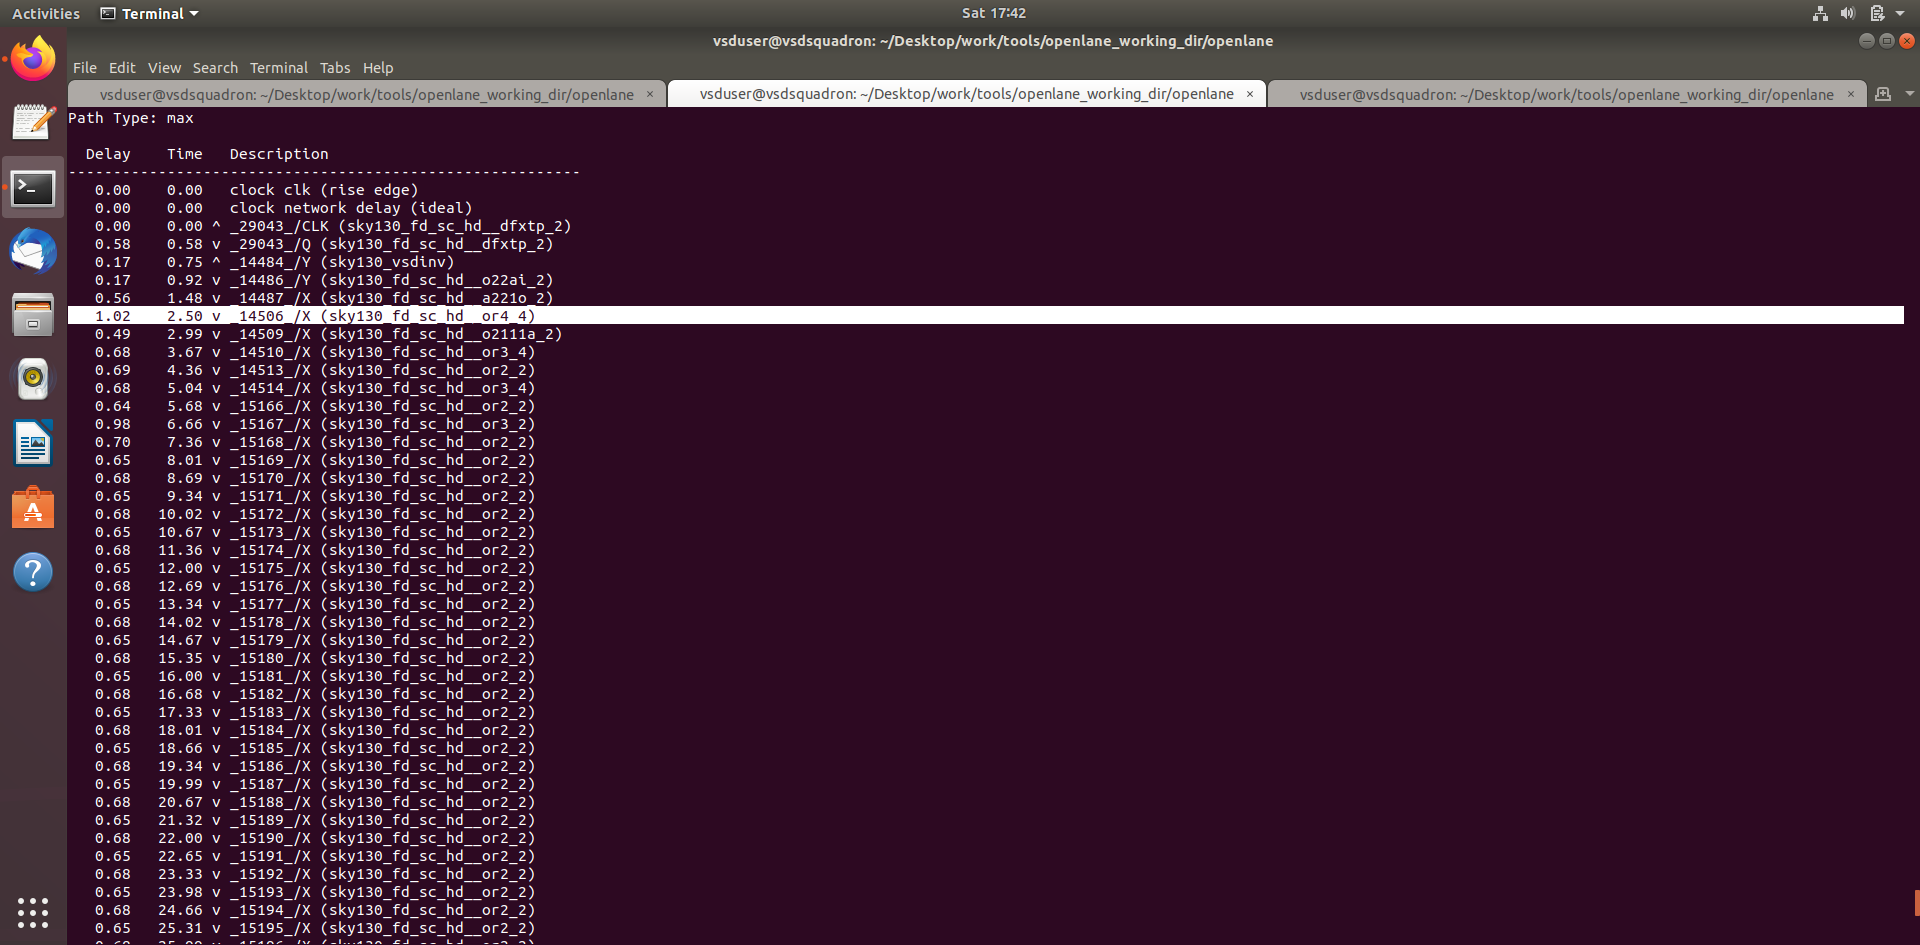 Activities Terminal Sat 17:42
vsduser@vsdsquadron: ~/Desktop/work/tools/openlane_working_dir/openlane
File Edit View Search Terminal Tabs Help
vsduser@vsdsquadron: ~/Desktop/work/tools/openlane_working_dir/openlane × vsduser@vsdsquadron: ~/Desktop/work/tools/openlane_working_dir/openlane × vsduser@vsdsquadron: ~/Desktop/work/tools/openlane_working_dir/openlane ×
Path Type: max
Delay Time Description
-----------------------------------------------------------
0.00 0.00 clock clk (rise edge)
0.00 0.00 clock network delay (ideal)
0.00 0.00 ^ _29043_/CLK (sky130_fd_sc_hd__dfxtp_2)
0.58 0.58 v _29043_/Q (sky130_fd_sc_hd__dfxtp_2)
0.17 0.75 ^ _14484_/Y (sky130_vsdinv)
0.17 0.92 v _14486_/Y (sky130_fd_sc_hd__o22ai_2)
0.56 1.48 v _14487_/X (sky130_fd_sc_hd__a221o_2)
1.02 2.50 v _14506_/X (sky130_fd_sc_hd__or4_4)
0.49 2.99 v _14509_/X (sky130_fd_sc_hd__o2111a_2)
0.68 3.67 v _14510_/X (sky130_fd_sc_hd__or3_4)
0.69 4.36 v _14513_/X (sky130_fd_sc_hd__or2_2)
0.68 5.04 v _14514_/X (sky130_fd_sc_hd__or3_4)
0.64 5.68 v _15166_/X (sky130_fd_sc_hd__or2_2)
0.98 6.66 v _15167_/X (sky130_fd_sc_hd__or3_2)
0.70 7.36 v _15168_/X (sky130_fd_sc_hd__or2_2)
0.65 8.01 v _15169_/X (sky130_fd_sc_hd__or2_2)
0.68 8.69 v _15170_/X (sky130_fd_sc_hd__or2_2)
0.65 9.34 v _15171_/X (sky130_fd_sc_hd__or2_2)
0.68 10.02 v _15172_/X (sky130_fd_sc_hd__or2_2)
0.65 10.67 v _15173_/X (sky130_fd_sc_hd__or2_2)
0.68 11.36 v _15174_/X (sky130_fd_sc_hd__or2_2)
0.65 12.00 v _15175_/X (sky130_fd_sc_hd__or2_2)
0.68 12.69 v _15176_/X (sky130_fd_sc_hd__or2_2)
0.65 13.34 v _15177_/X (sky130_fd_sc_hd__or2_2)
0.68 14.02 v _15178_/X (sky130_fd_sc_hd__or2_2)
0.65 14.67 v _15179_/X (sky130_fd_sc_hd__or2_2)
0.68 15.35 v _15180_/X (sky130_fd_sc_hd__or2_2)
0.65 16.00 v _15181_/X (sky130_fd_sc_hd__or2_2)
0.68 16.68 v _15182_/X (sky130_fd_sc_hd__or2_2)
0.65 17.33 v _15183_/X (sky130_fd_sc_hd__or2_2)
0.68 18.01 v _15184_/X (sky130_fd_sc_hd__or2_2)
0.65 18.66 v _15185_/X (sky130_fd_sc_hd__or2_2)
0.68 19.34 v _15186_/X (sky130_fd_sc_hd__or2_2)
0.65 19.99 v _15187_/X (sky130_fd_sc_hd__or2_2)
0.68 20.67 v _15188_/X (sky130_fd_sc_hd__or2_2)
0.65 21.32 v _15189_/X (sky130_fd_sc_hd__or2_2)
0.68 22.00 v _15190_/X (sky130_fd_sc_hd__or2_2)
0.65 22.65 v _15191_/X (sky130_fd_sc_hd__or2_2)
0.68 23.33 v _15192_/X (sky130_fd_sc_hd__or2_2)
0.65 23.98 v _15193_/X (sky130_fd_sc_hd__or2_2)
0.68 24.66 v _15194_/X (sky130_fd_sc_hd__or2_2)
0.65 25.31 v _15195_/X (sky130_fd_sc_hd__or2_2)